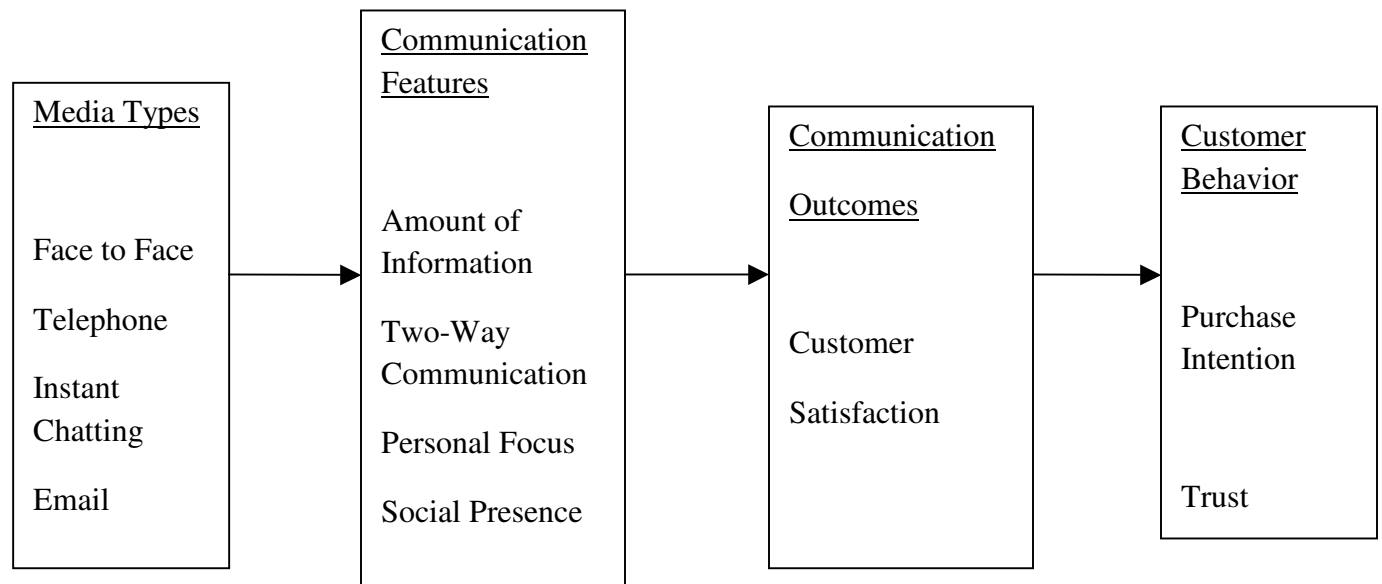 Media Types
Face to Face
Telephone
Instant
Chatting
Email
Communication
Features
Amount of
Information
Two-Way
Communication
Personal Focus
Social Presence
Communication
Outcomes
Customer
Satisfaction
Customer
Behavior
Purchase
Intention
Trust